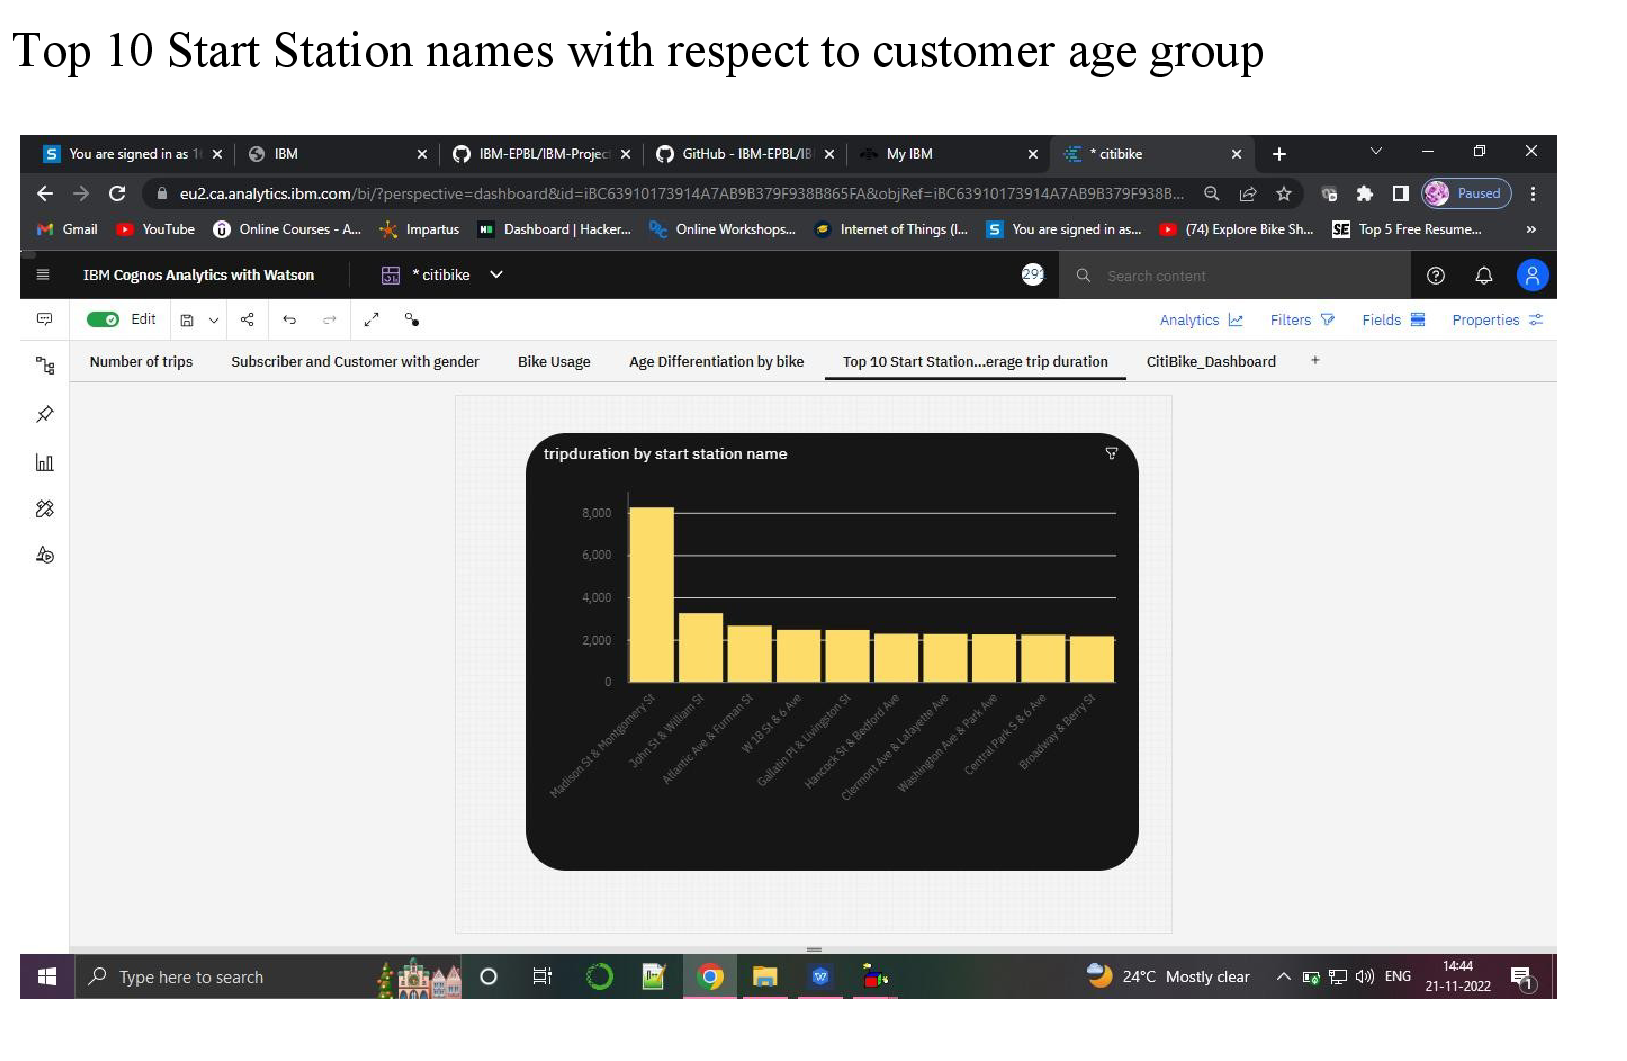 Top 10 Start Station names with respect to customer age group
You are signed in as 1
IBM
IBM-EPBL/IBM-Projec
GitHub - IBM-EPBL/IB
My IBM
* citibike
eu2.ca.analytics.ibm.com/bi/?perspective=dashboard&id=iBC63910173914A7AB9B379F938B865FA&objRef=iBC63910173914A7AB9B379F938B...
Paused
Gmail
YouTube
Online Courses - A...
Impartus
Dashboard | Hacker...
Online Workshops...
Internet of Things (I...
You are signed in as...
(74) Explore Bike Sh...
SE Top 5 Free Resume...
»
IBM Cognos Analytics with Watson
* citibike
291
Search content
Edit
Analytics
Filters
Fields
Properties
Number of trips
Subscriber and Customer with gender
Bike Usage
Age Differentiation by bike
Top 10 Start Station...erage trip duration
CitiBike_Dashboard
+
tripduration by start station name
8,000
6,000
4,000
2,000
0
Madison St & Montgomery St
John St & William St
Atlantic Ave & Furman St
W 18 St & 6 Ave
Gallatin Pl & Livingston St
Hancock St & Bedford Ave
Clermont Ave & Lafayette Ave
Washington Ave & Park Ave
Central Park S & 6 Ave
Broadway & Berry St
Type here to search
24°C Mostly clear
ENG
14:44
21-11-2022
1